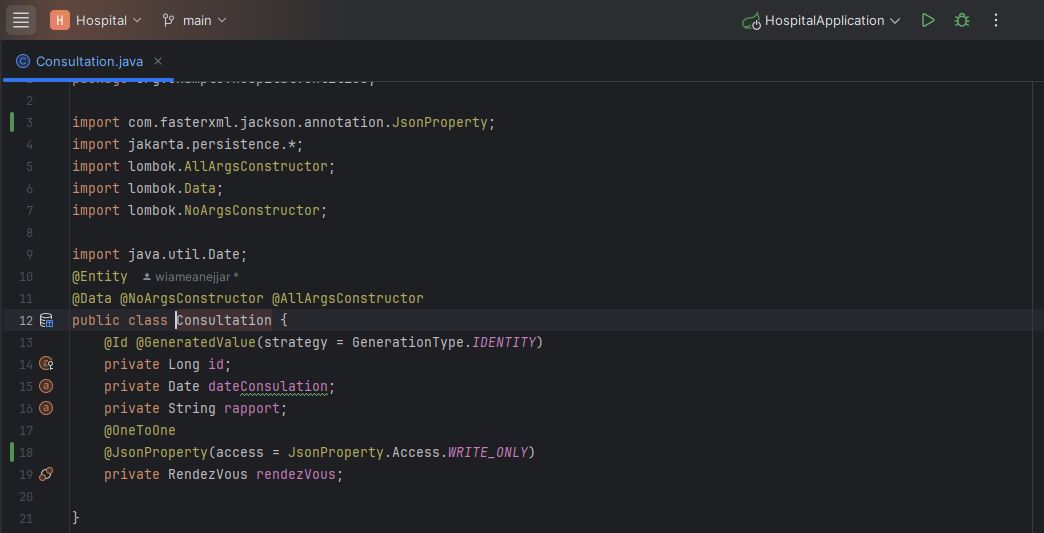 H Hospital main HospitalApplication
Consultation.java
2
3 import com.fasterxml.jackson.annotation.JsonProperty;
4 import jakarta.persistence.*;
5 import lombok.AllArgsConstructor;
6 import lombok.Data;
7 import lombok.NoArgsConstructor;
8
9 import java.util.Date;
10 @Entity wiameanejjar *
11 @Data @NoArgsConstructor @AllArgsConstructor
12 public class Consultation {
13 @Id @GeneratedValue(strategy = GenerationType.IDENTITY)
14 private Long id;
15 private Date dateConsulation;
16 private String rapport;
17 @OneToOne
18 @JsonProperty(access = JsonProperty.Access.WRITE_ONLY)
19 private RendezVous rendezVous;
20
21 }